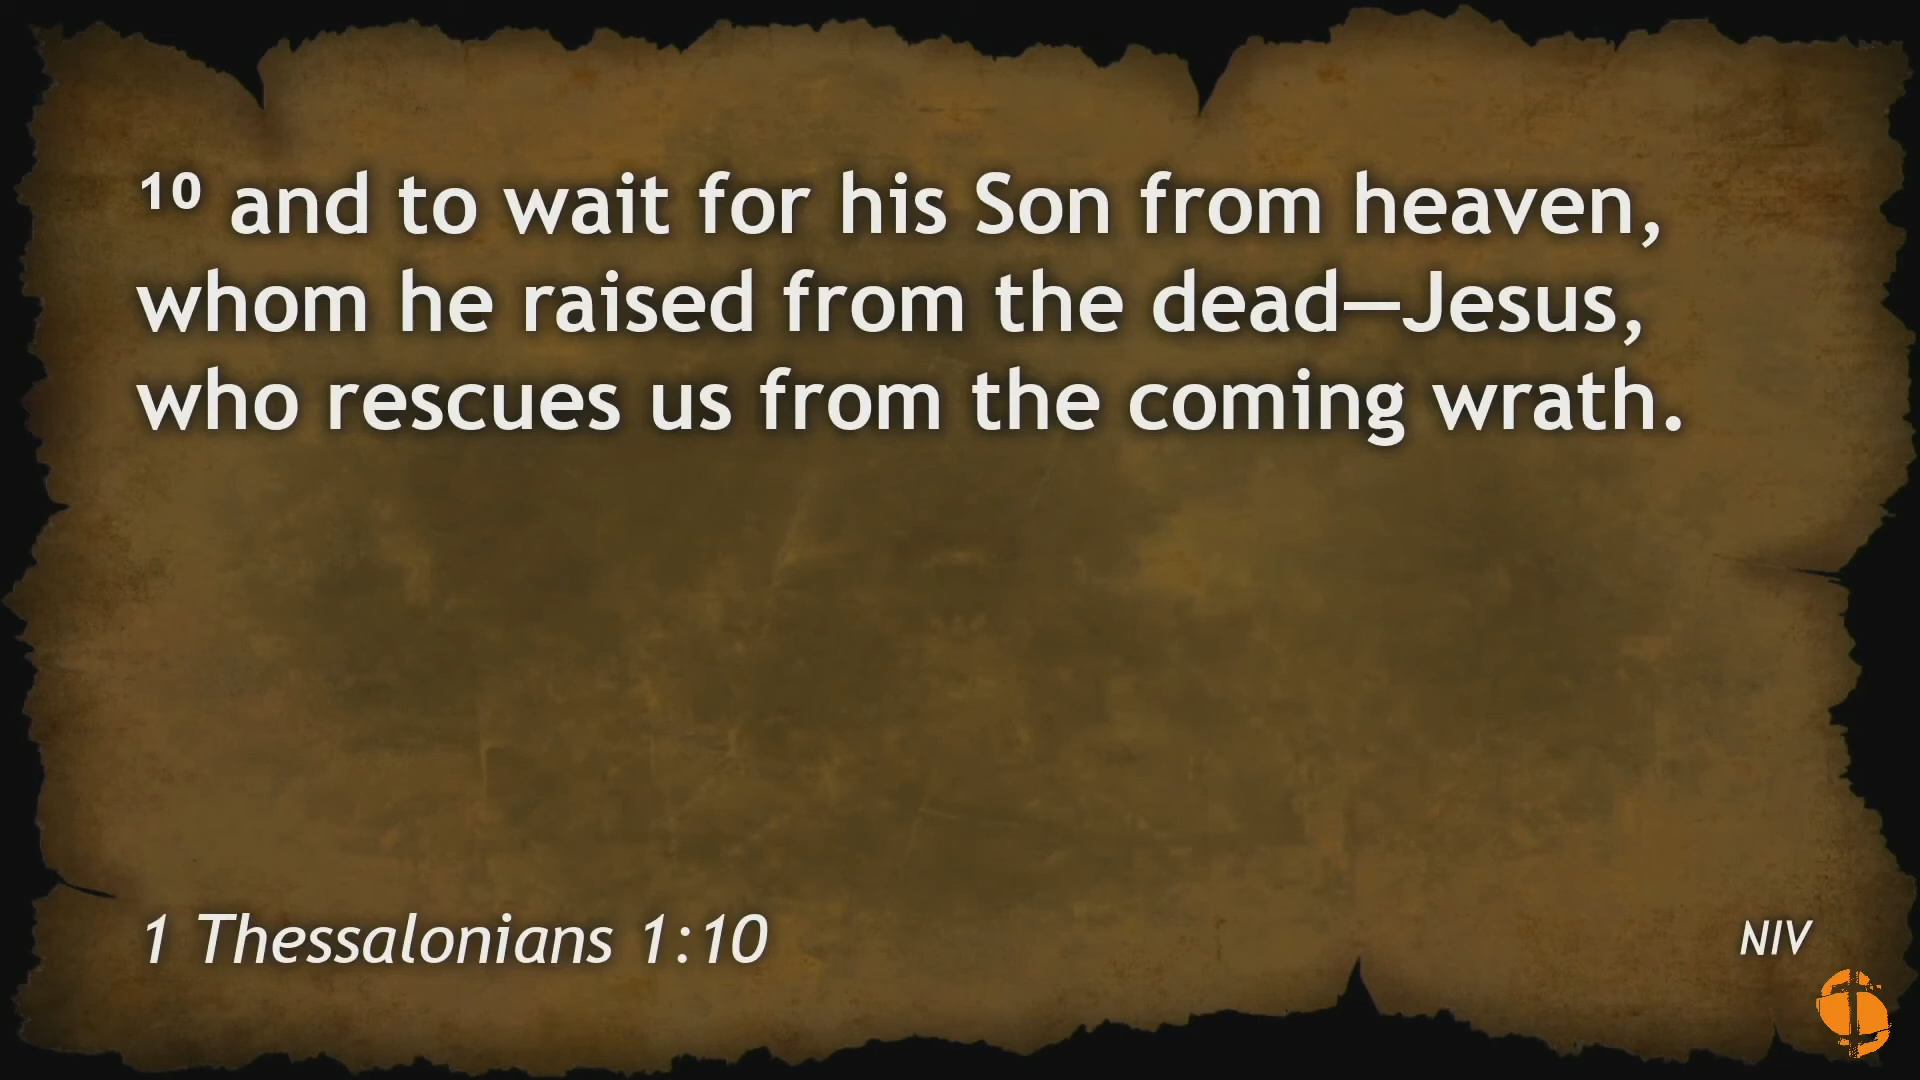 ¹⁰ and to wait for his Son from heaven,
whom he raised from the dead—Jesus,
who rescues us from the coming wrath.
1 Thessalonians 1:10
NIV